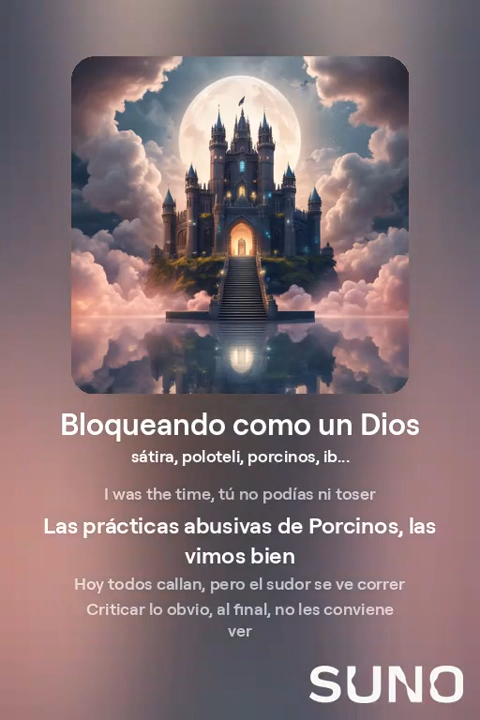 Bloqueando como un Dios
sátira, poloteli, porcinos, ib...
I was the time, tú no podías ni toser
Las prácticas abusivas de Porcinos, las
vimos bien
Hoy todos callan, pero el sudor se ve correr
Criticar lo obvio, al final, no les conviene
ver
SUNO